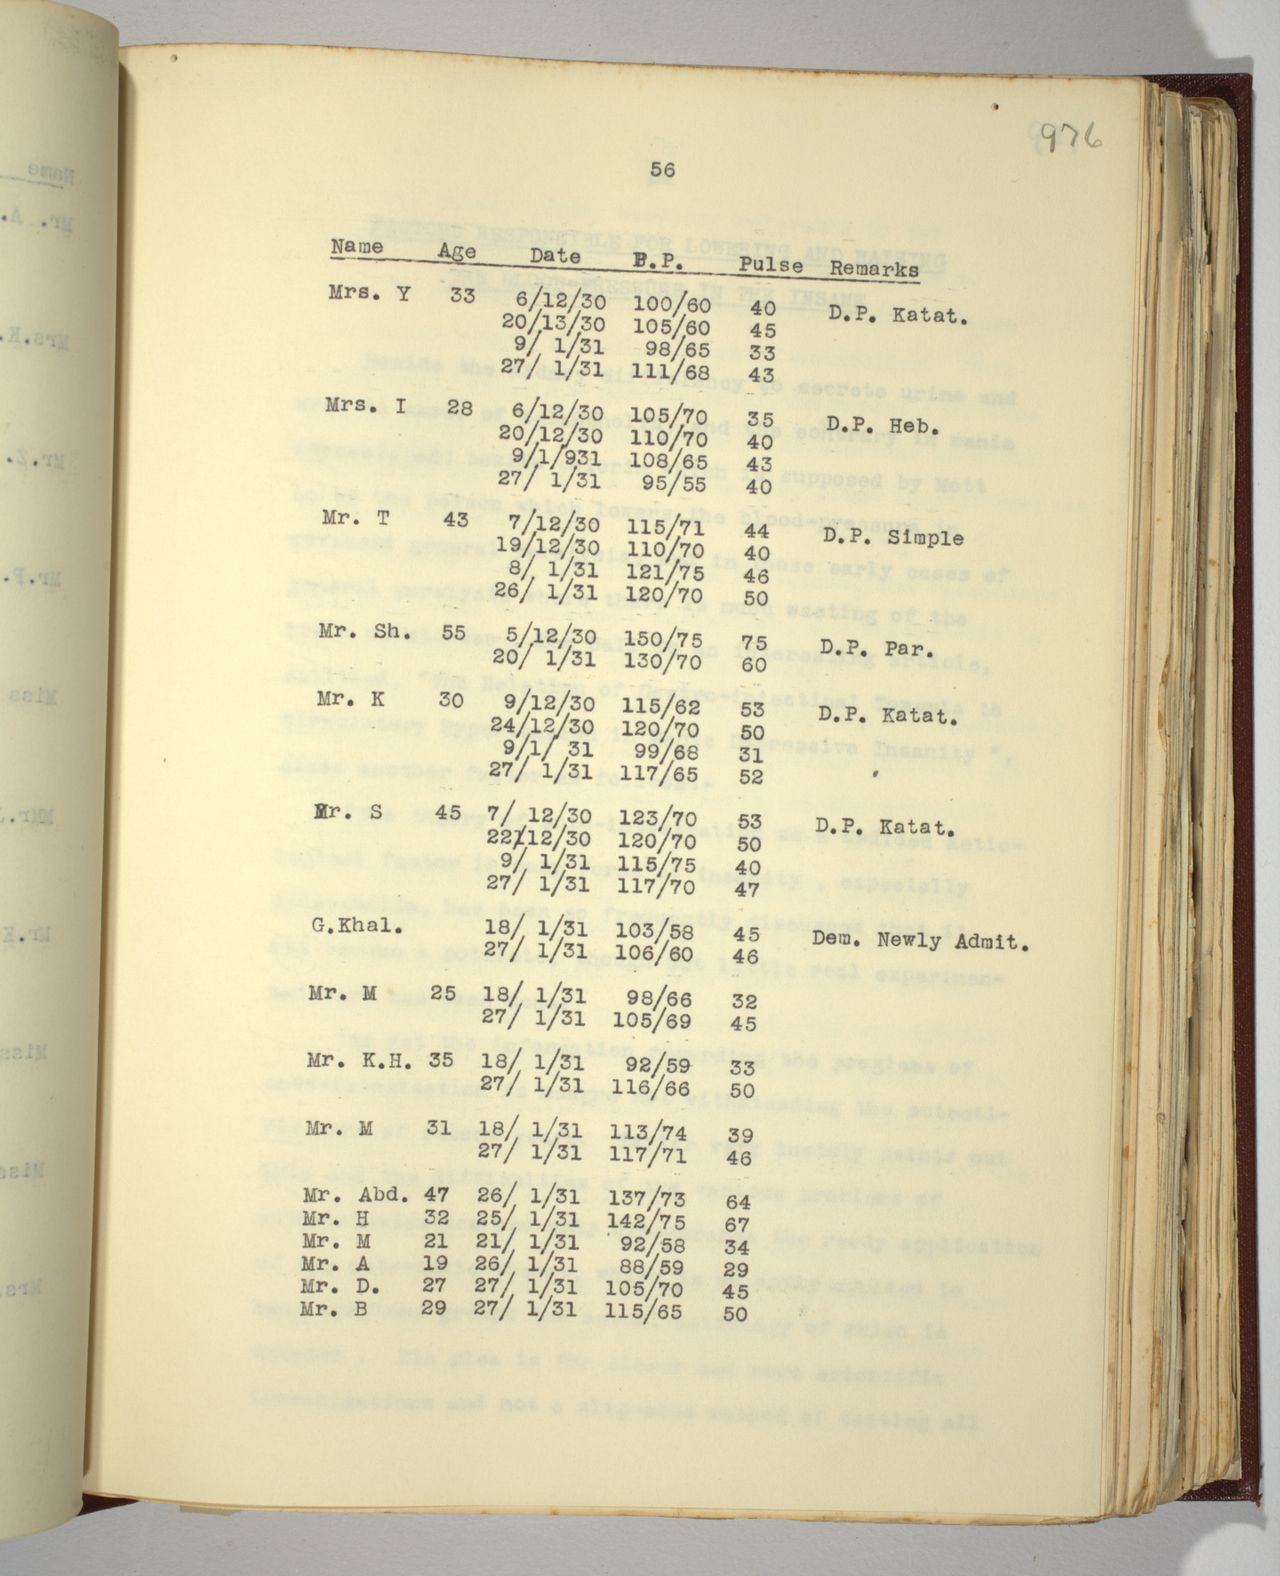 976
56
Name Age Date B.P. Pulse Remarks
Mrs. Y 33 6/12/30 100/60 40 D.P. Katat.
20/13/30 105/60 45
9/ 1/31 98/65 33
27/ 1/31 111/68 43
Mrs. I 28 6/12/30 105/70 35 D.P. Heb.
20/12/30 110/70 40
9/1/931 108/65 43
27/ 1/31 95/55 40
Mr. T 43 7/12/30 115/71 44 D.P. Simple
19/12/30 110/70 40
8/ 1/31 121/75 46
26/ 1/31 120/70 50
Mr. Sh. 55 5/12/30 150/75 75 D.P. Par.
20/ 1/31 130/70 60
Mr. K 30 9/12/30 115/62 53 D.P. Katat.
24/12/30 120/70 50
9/1/ 31 99/68 31
27/ 1/31 117/65 52
Mr. S 45 7/ 12/30 123/70 53 D.P. Katat.
22/12/30 120/70 50
9/ 1/31 115/75 40
27/ 1/31 117/70 47
G.Khal. 18/ 1/31 103/58 45 Dem. Newly Admit.
27/ 1/31 106/60 46
Mr. M 25 18/ 1/31 98/66 32
27/ 1/31 105/69 45
Mr. K.H. 35 18/ 1/31 92/59 33
27/ 1/31 116/66 50
Mr. M 31 18/ 1/31 113/74 39
27/ 1/31 117/71 46
Mr. Abd. 47 26/ 1/31 137/73 64
Mr. H 32 25/ 1/31 142/75 67
Mr. M 21 21/ 1/31 92/58 34
Mr. A 19 26/ 1/31 88/59 29
Mr. D. 27 27/ 1/31 105/70 45
Mr. B 29 27/ 1/31 115/65 50